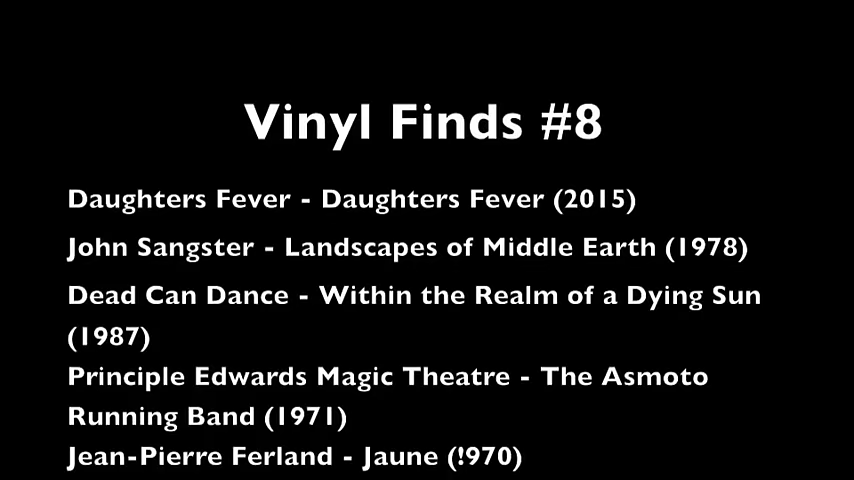 Vinyl Finds #8
Daughters Fever - Daughters Fever (2015)
John Sangster - Landscapes of Middle Earth (1978)
Dead Can Dance - Within the Realm of a Dying Sun
(1987)
Principle Edwards Magic Theatre - The Asmoto
Running Band (1971)
Jean-Pierre Ferland - Jaune (!970)